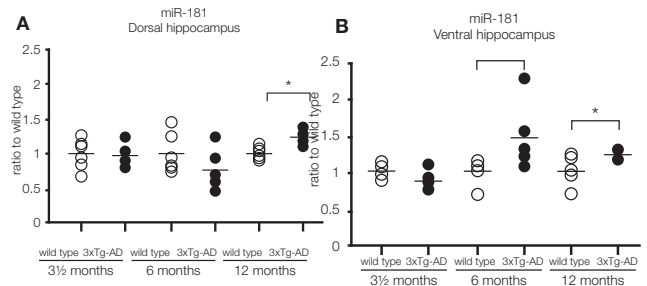 A
miR-181
Dorsal hippocampus
2.5
2
1.5
1
0.5
0
ratio to wild type
*
wild type 3xTg-AD wild type 3xTg-AD wild type 3xTg-AD
3½ months 6 months 12 months
B
miR-181
Ventral hippocampus
2.5
2
1.5
1
0.5
0
ratio to wild type
*
wild type 3xTg-AD wild type 3xTg-AD wild type 3xTg-AD
3½ months 6 months 12 months